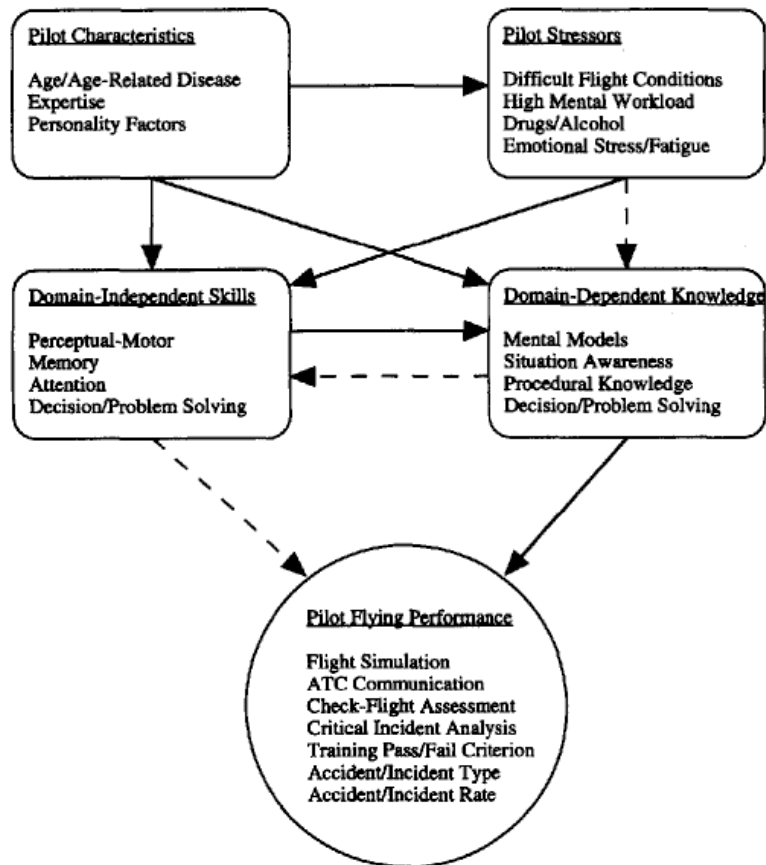 Pilot Characteristics
Age/Age-Related Disease
Expertise
Personality Factors
Pilot Stressors
Difficult Flight Conditions
High Mental Workload
Drugs/Alcohol
Emotional Stress/Fatigue
Domain-Independent Skills
Perceptual-Motor
Memory
Attention
Decision/Problem Solving
Domain-Dependent Knowledge
Mental Models
Situation Awareness
Procedural Knowledge
Decision/Problem Solving
Pilot Flying Performance
Flight Simulation
ATC Communication
Check-Flight Assessment
Critical Incident Analysis
Training Pass/Fail Criterion
Accident/Incident Type
Accident/Incident Rate